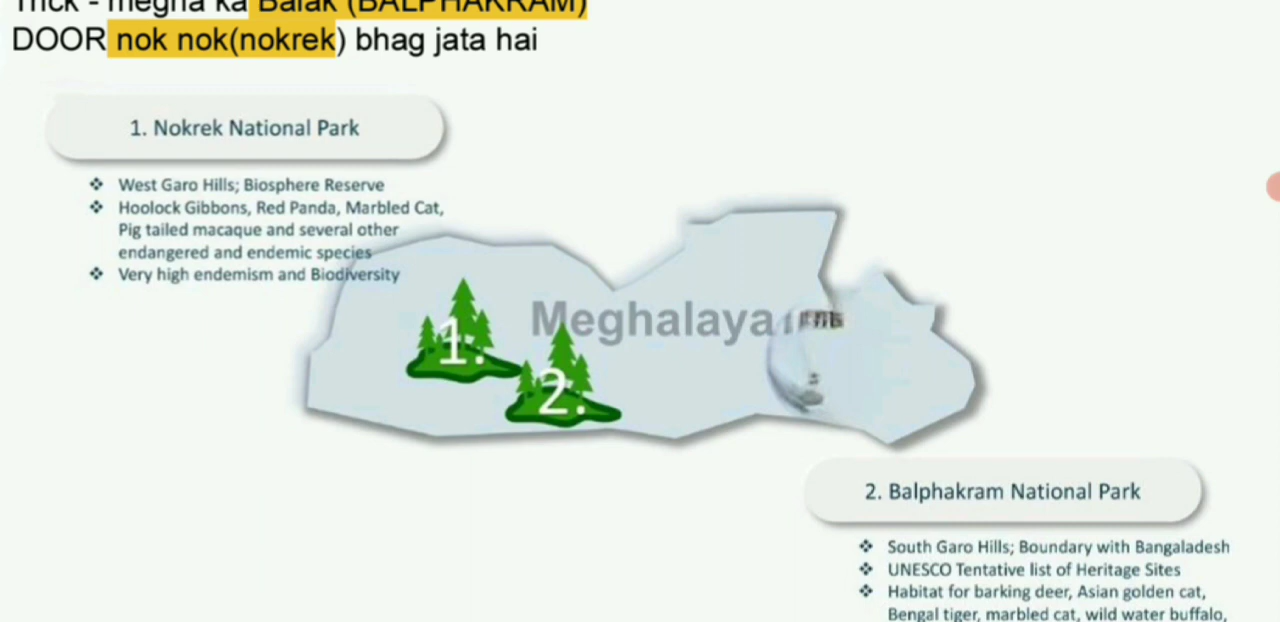 Trick - megha ka Balak (BALPHAKRAM)
DOOR nok nok(nokrek) bhag jata hai
1. Nokrek National Park
❖ West Garo Hills; Biosphere Reserve
❖ Hoolock Gibbons, Red Panda, Marbled Cat,
Pig tailed macaque and several other
endangered and endemic species
❖ Very high endemism and Biodiversity
Meghalaya
1.
2.
2. Balphakram National Park
❖ South Garo Hills; Boundary with Bangaladesh
❖ UNESCO Tentative list of Heritage Sites
❖ Habitat for barking deer, Asian golden cat,
Bengal tiger, marbled cat, wild water buffalo,